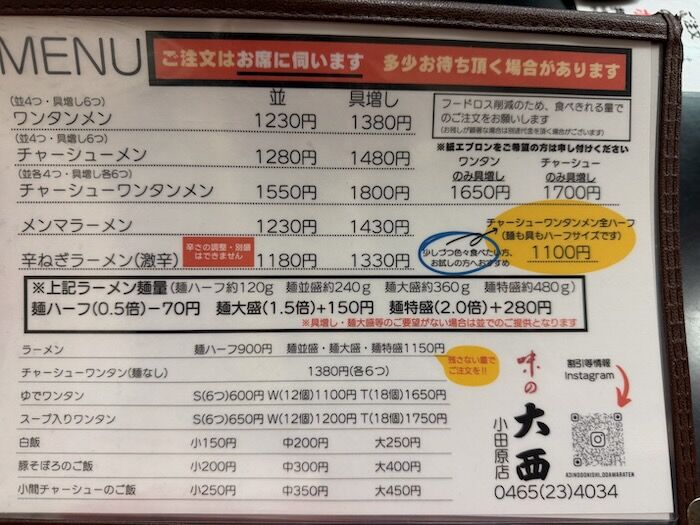 MENU
ご注文はお席に伺います 多少お待ち頂く場合があります
並 具増し
(並4つ・具増し6つ)
ワンタンメン 1230円 1380円
(並4つ・具増し6つ)
チャーシューメン 1280円 1480円
(並各4つ・具増し各6つ)
チャーシューワンタンメン 1550円 1800円
フードロス削減のため、食べきれる量で
のご注文をお願いします
(お残しが顕著な場合は別途代金を頂く場合がございます)
※紙エプロンをご希望の方は申し付けください
ワンタン チャーシュー
のみ具増し のみ具増し
1650円 1700円
メンマラーメン 1230円 1430円
辛ねぎラーメン(激辛) 1180円 1330円
辛さの調整・別盛
はできません
チャーシューワンタンメン全ハーフ
(麺も具もハーフサイズです)
1100円
少しづつ色々食べたい方、
お試しの方へおすすめ
※上記ラーメン麺量(麺ハーフ約120g 麺並盛約240g 麺大盛約360g 麺特盛約480g)
麺ハーフ(0.5倍)−70円 麺大盛(1.5倍)+150円 麺特盛(2.0倍)+280円
※具増し・麺大盛等のご要望がない場合は並でのご提供となります
ラーメン 麺ハーフ900円 麺並盛・麺大盛・麺特盛1150円
残さない量で
ご注文を!!
チャーシューワンタン(麺なし) 1380円(各6つ)
ゆでワンタン S(6つ)600円 W(12個)1100円 T(18個)1650円
スープ入りワンタン S(6つ)650円 W(12個)1200円 T(18個)1750円
白飯 小150円 中200円 大250円
豚そぼろのご飯 小200円 中300円 大400円
小間チャーシューのご飯 小250円 中350円 大450円
味の大西
小田原店
0465(23)4034
割引等情報
Instagram
AJINOOONISHI.ODAWARATEN